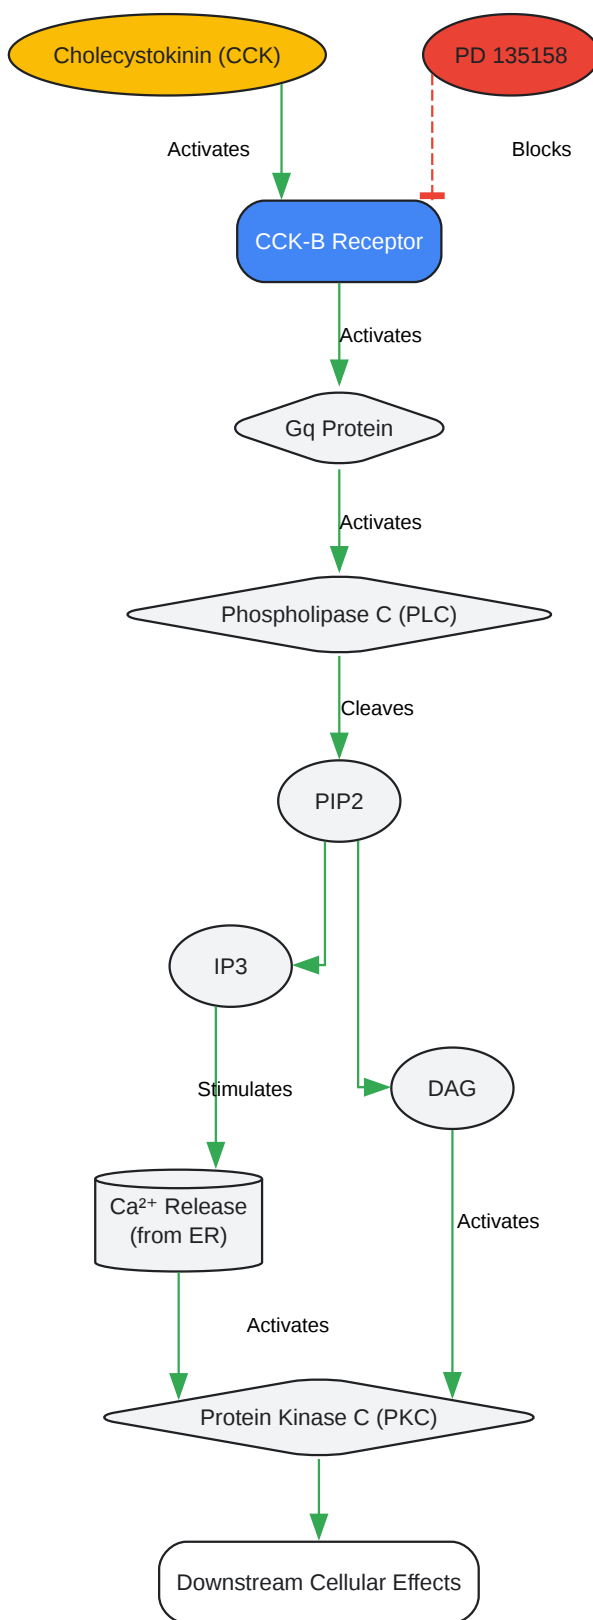 Cholecystokinin (CCK)
PD 135158
Activates
Blocks
CCK-B Receptor
Activates
Gq Protein
Activates
Phospholipase C (PLC)
Cleaves
PIP2
IP3
Stimulates
DAG
Ca²⁺ Release
(from ER)
Activates
Activates
Protein Kinase C (PKC)
Downstream Cellular Effects